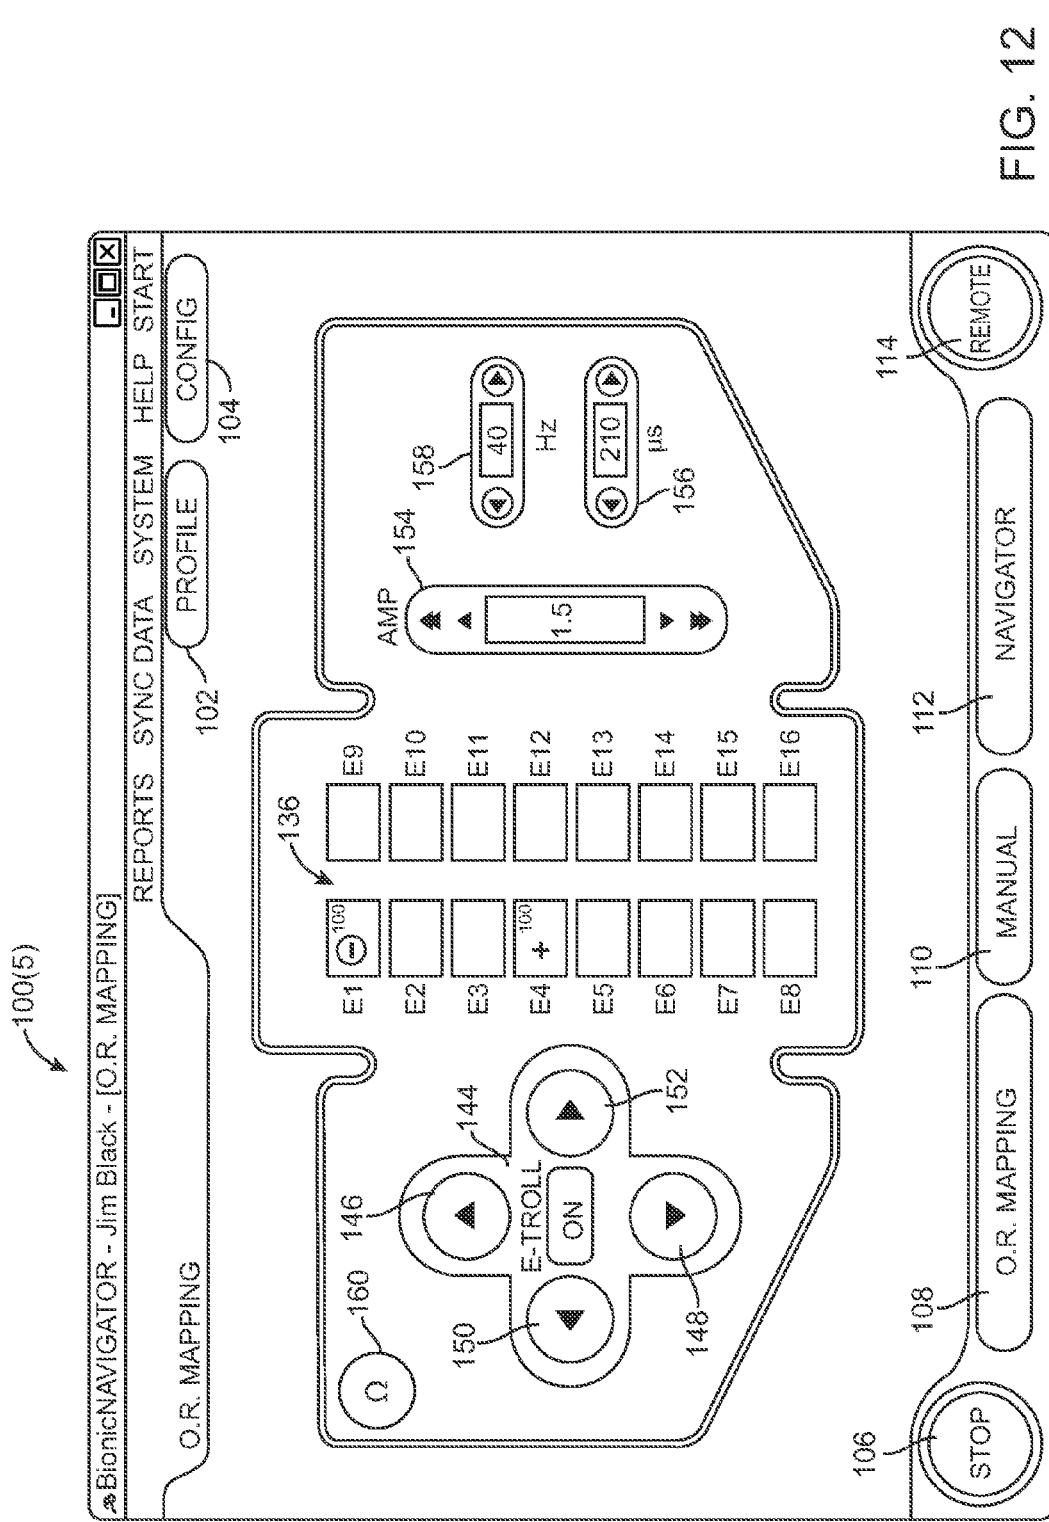 100(5)
BionicNAVIGATOR - Jim Black - [O.R. MAPPING]
REPORTS SYNC DATA SYSTEM HELP START
O.R. MAPPING
PROFILE
CONFIG
102
104
160
Ω
146
144
150
E-TROLL
ON
152
148
136
E1
⊖
100
E9
E2
E10
E3
E11
E4
+
100
E12
E5
E13
E6
E14
E7
E15
E8
E16
AMP
154
1.5
158
40
Hz
210
µs
156
106
STOP
108
O.R. MAPPING
110
MANUAL
112
NAVIGATOR
114
REMOTE
FIG. 12